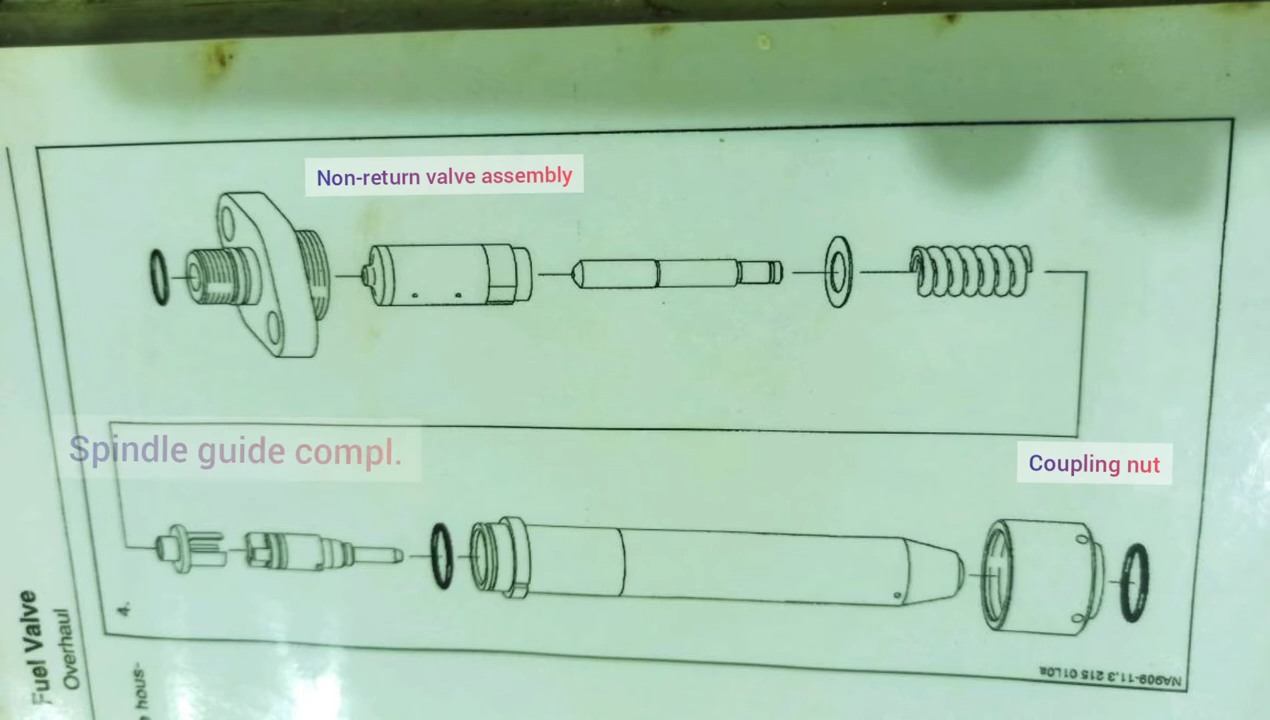 Non-return valve assembly
Spindle guide compl.
Coupling nut
4.
Fuel Valve
Overhaul
hous-
NA909-11.3 215 01L0a